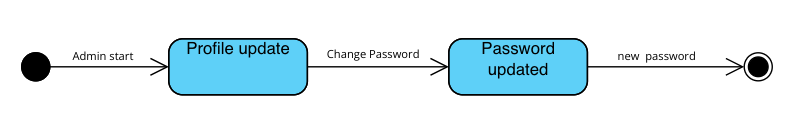 Admin start
Profile update
Change Password
Password
updated
new  password